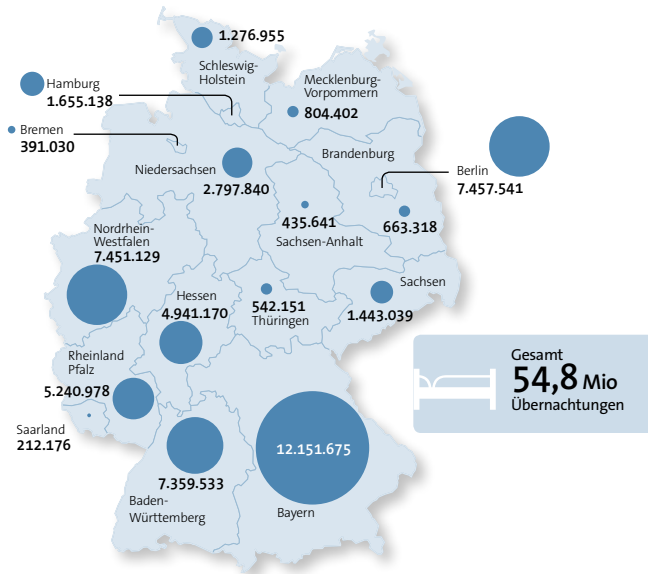 1.276.955
Schleswig-
Holstein
Hamburg
1.655.138
Mecklenburg-
Vorpommern
804.402
Bremen
391.030
Niedersachsen
2.797.840
Brandenburg
663.318
Berlin
7.457.541
435.641
Sachsen-Anhalt
Nordrhein-
Westfalen
7.451.129
Hessen
4.941.170
542.151
Thüringen
Sachsen
1.443.039
Rheinland
Pfalz
5.240.978
Saarland
212.176
7.359.533
Baden-
Württemberg
12.151.675
Bayern
Gesamt
54,8 Mio
Übernachtungen